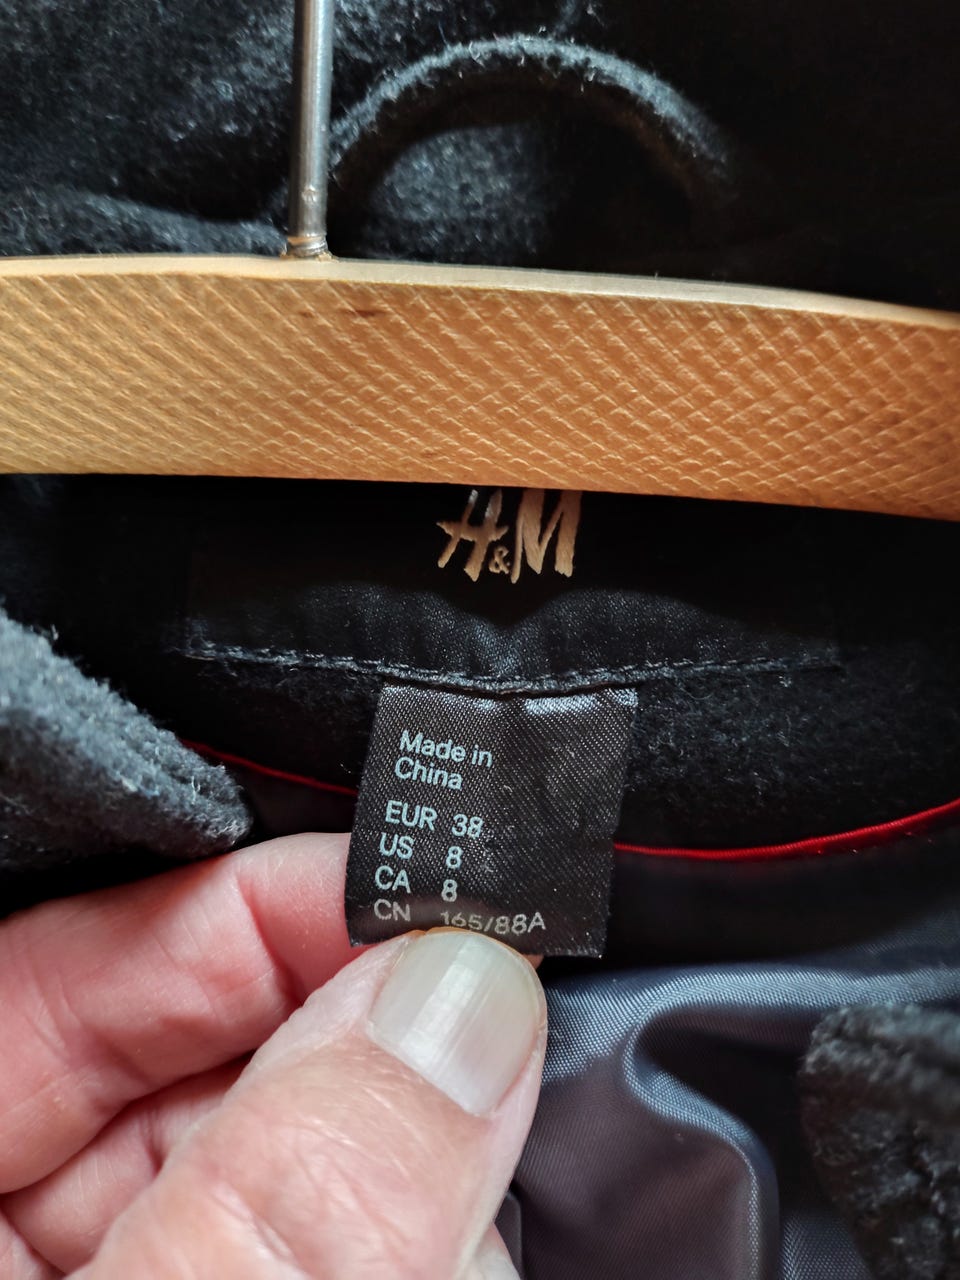 H&M
Made in
China
EUR 38
US 8
CA 8
CN 165/88A